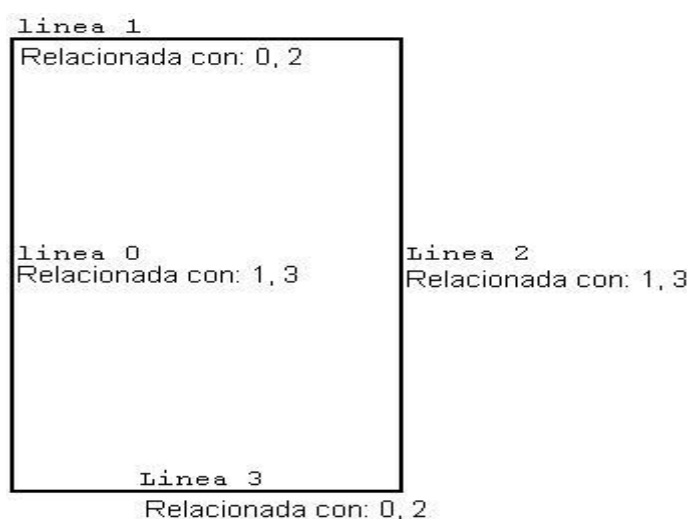 linea 1
Relacionada con: 0, 2
linea 0
Relacionada con: 1, 3
Linea 2
Relacionada con: 1, 3
Linea 3
Relacionada con: 0, 2